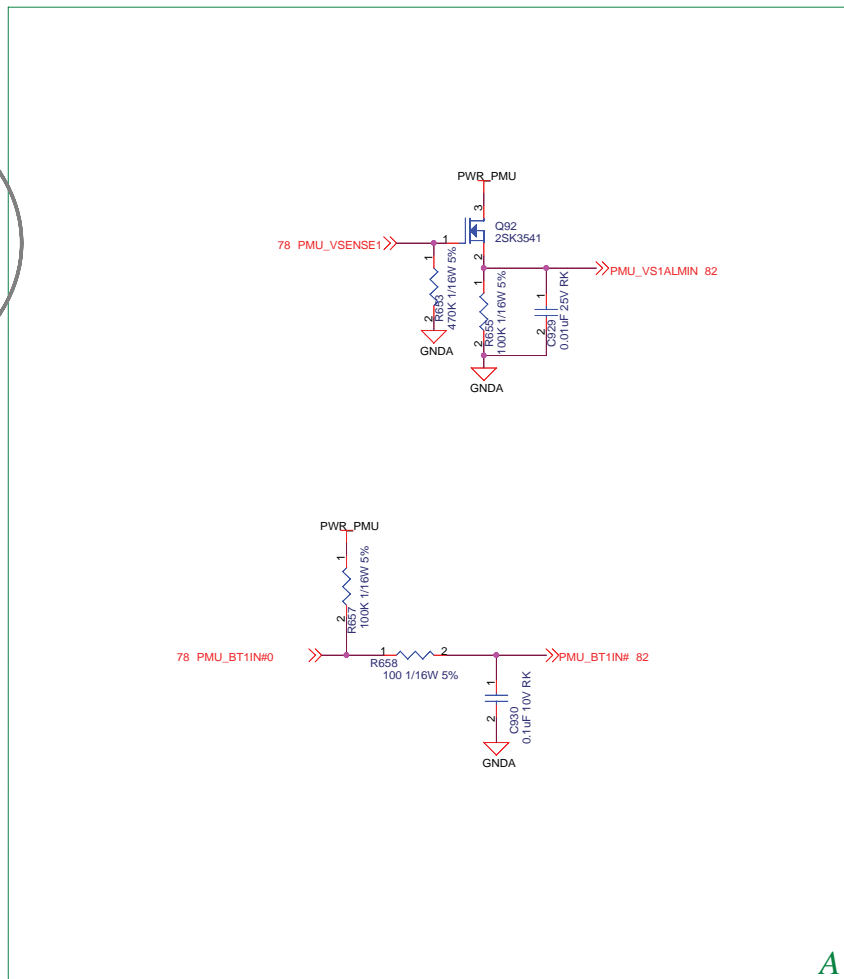 PWR_PMU
3
Q92
2SK3541
78 PMU_VSENSE1
1
2
PMU_VS1ALMIN 82
1
2
R653
470K 1/16W 5%
GNDA
1
2
R655
100K 1/16W 5%
1
2
C929
0.01uF 25V RK
GNDA
PWR_PMU
1
2
R657
100K 1/16W 5%
78 PMU_BT1IN#0
1
2
R658
100 1/16W 5%
PMU_BT1IN# 82
1
2
C930
0.1uF 10V RK
GNDA
A